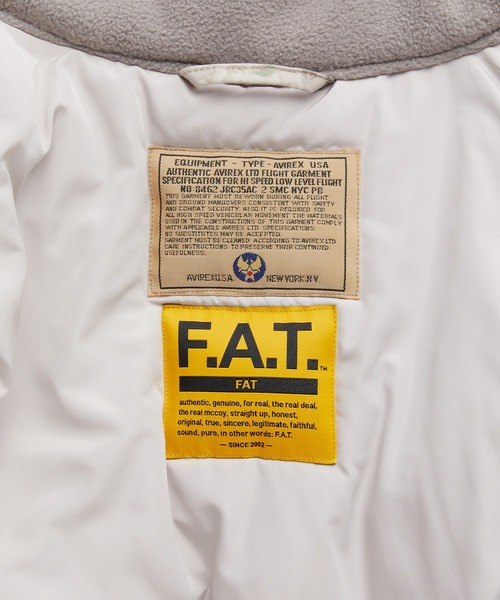 EQUIPMENT - TYPE - AVIREX USA
AUTHENTIC AVIREX LTD FLIGHT GARMENT
SPECIFICATION FOR HI SPEED LOW LEVEL FLIGHT
NO-8462 JRC35AC 2 SMC NYC PB
THIS GARMENT MUST BE WORN DURING ALL FLIGHT
AND GROUND MANUOVERS CONSISTENT WITH SAFETY
AND COMBAT SECURITY. ALSO IT IS REQUIRED FOR
ALL HIGH SPEED VEHICULAR MOVEMENT THE MATERIALS
USED IN THE CONSTRUCTIONS OF THIS GARMENT COMPLY
WITH APPLICABLE AVIREX LTD SPECIFICATIONS
NO SUBSTITUTES MAY BE ACCEPTED.
GARMENT MUST BE CLEANED ACCORDING TO AVIREX LTD
CARE INSTRUCTIONS TO PRESERVE THEIR CONTINUED
USEFULNESS.
AVIREX U.S.A. NEW YORK. N.Y.
F.A.T.™
FAT
authentic, genuine, for real, the real deal,
the real mccoy, straight up, honest,
original, true, sincere, legitimate, faithful,
sound, pure, in other words: F.A.T.
— SINCE 2002 —